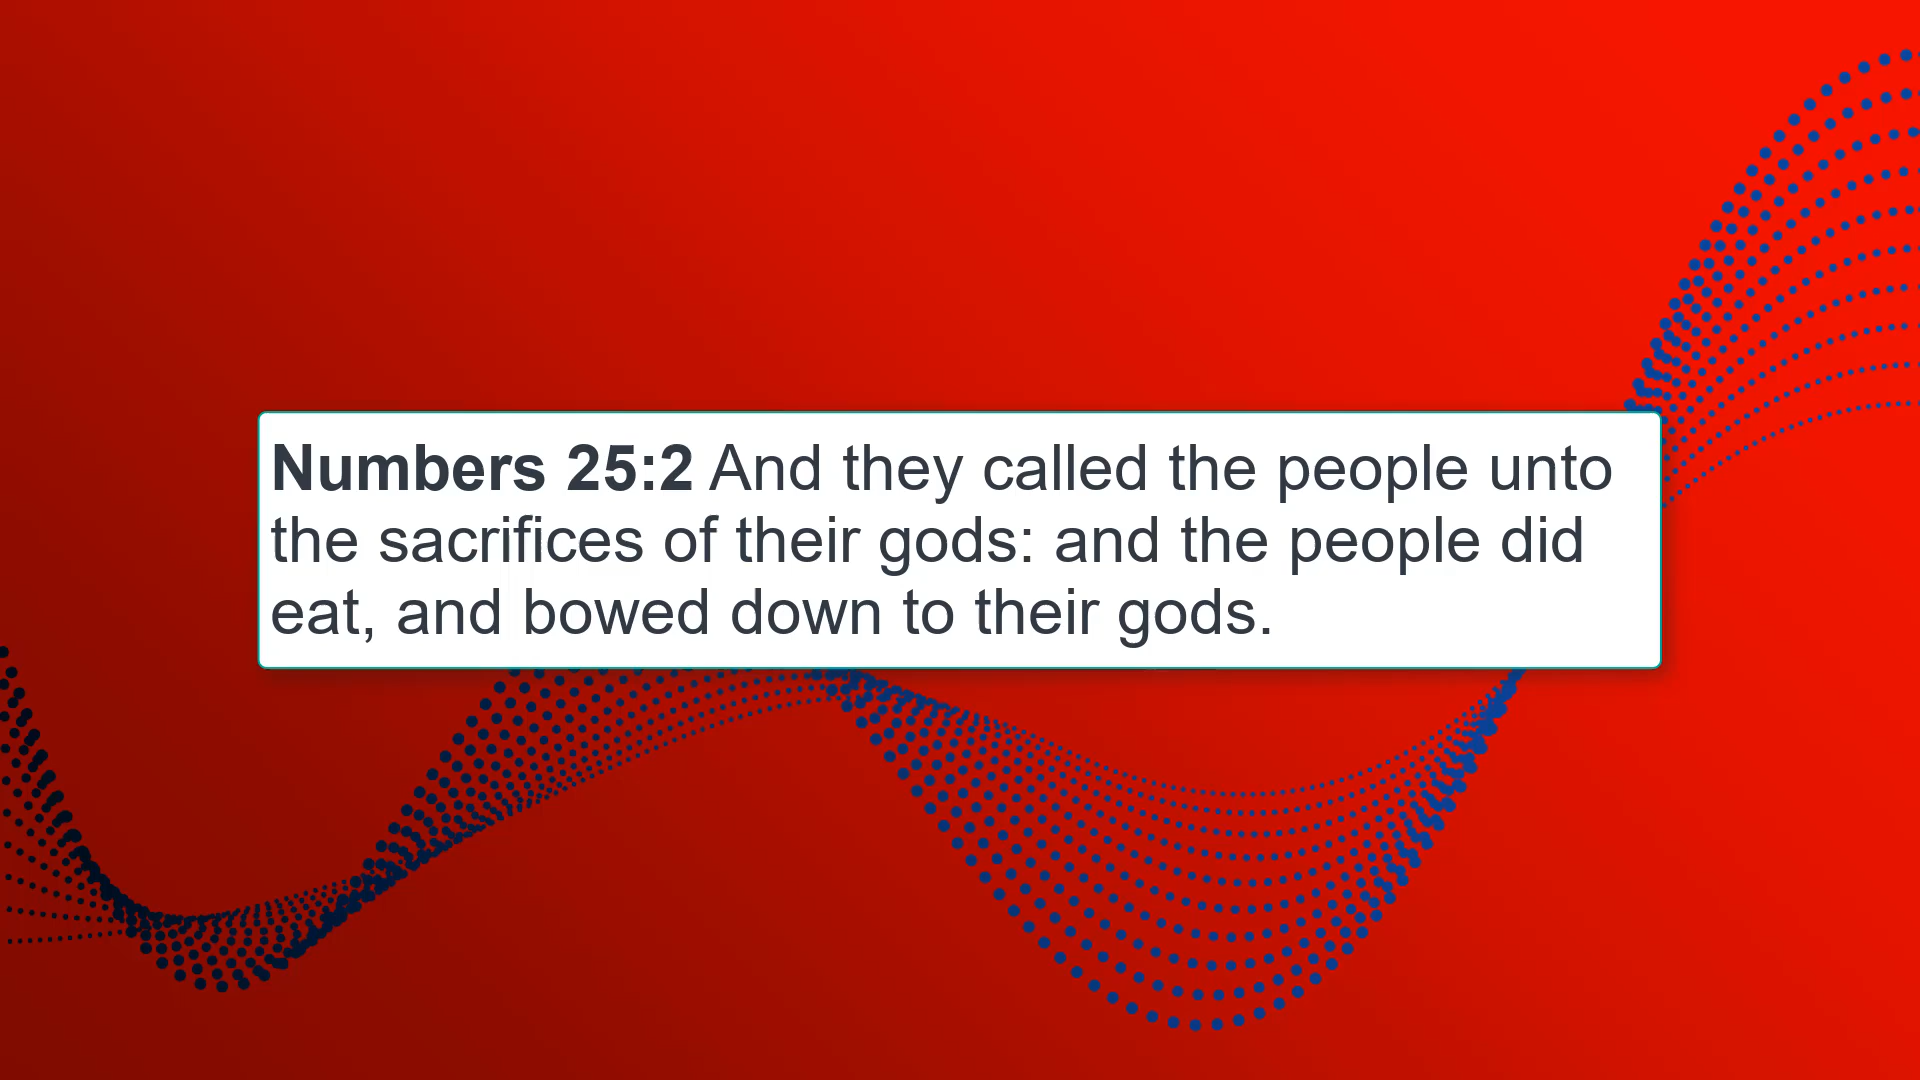 Numbers 25:2 And they called the people unto
the sacrifices of their gods: and the people did
eat, and bowed down to their gods.